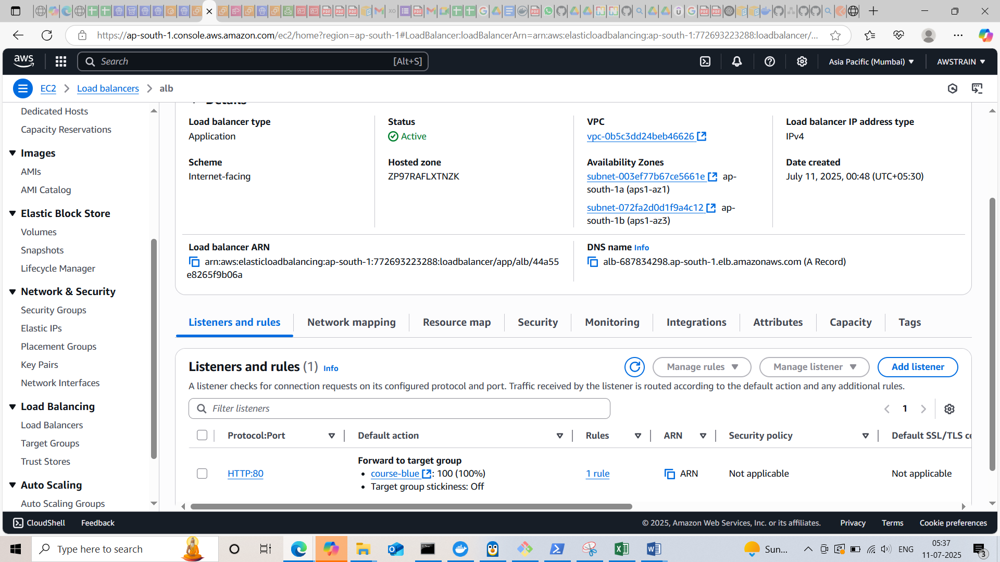 https://ap-south-1.console.aws.amazon.com/ec2/home?region=ap-south-1#LoadBalancer:loadBalancerArn=arn:aws:elasticloadbalancing:ap-south-1:772693223288:loadbalancer/...
aws
Search
[Alt+S]
Asia Pacific (Mumbai)
AWSTRAIN
EC2
Load balancers
alb
Dedicated Hosts
Capacity Reservations
Images
AMIs
AMI Catalog
Elastic Block Store
Volumes
Snapshots
Lifecycle Manager
Network & Security
Security Groups
Elastic IPs
Placement Groups
Key Pairs
Network Interfaces
Load Balancing
Load Balancers
Target Groups
Trust Stores
Auto Scaling
Auto Scaling Groups
Details
Load balancer type
Application
Status
Active
VPC
vpc-0b5c3dd24beb46626
Load balancer IP address type
IPv4
Scheme
Internet-facing
Hosted zone
ZP97RAFLXTNZK
Availability Zones
subnet-003ef77b67ce5661e ap-
south-1a (aps1-az1)
subnet-072fa2d0d1f9a4c12 ap-
south-1b (aps1-az3)
Date created
July 11, 2025, 00:48 (UTC+05:30)
Load balancer ARN
arn:aws:elasticloadbalancing:ap-south-1:772693223288:loadbalancer/app/alb/44a55
e8265f9b06a
DNS name Info
alb-687834298.ap-south-1.elb.amazonaws.com (A Record)
Listeners and rules
Network mapping
Resource map
Security
Monitoring
Integrations
Attributes
Capacity
Tags
Listeners and rules (1) Info
Manage rules
Manage listener
Add listener
A listener checks for connection requests on its configured protocol and port. Traffic received by the listener is routed according to the default action and any additional rules.
Filter listeners
1
Protocol:Port
Default action
Rules
ARN
Security policy
Default SSL/TLS ce
HTTP:80
Forward to target group
• course-blue : 100 (100%)
• Target group stickiness: Off
1 rule
ARN
Not applicable
Not applicable
CloudShell
Feedback
© 2025, Amazon Web Services, Inc. or its affiliates.
Privacy
Terms
Cookie preferences
Type here to search
Sun...
ENG
05:37
11-07-2025
3